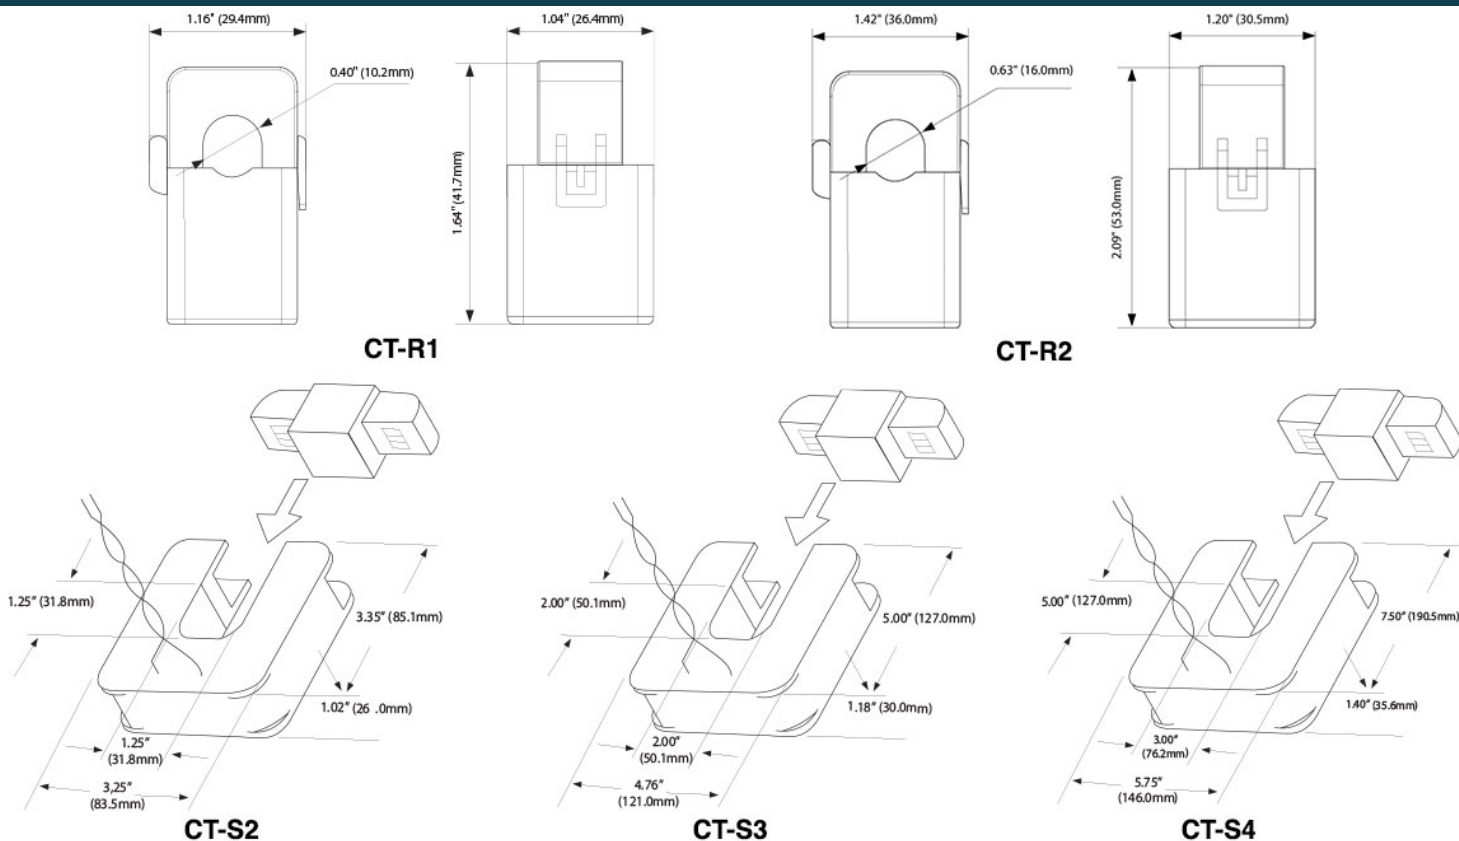 1.16" (29.4mm)
1.04" (26.4mm)
1.42" (36.0mm)
1.20" (30.5mm)
0.40" (10.2mm)
0.63" (16.0mm)
1.64" (41.7mm)
2.09" (53.0mm)
CT-R1
CT-R2
1.25" (31.8mm)
3.35" (85.1mm)
1.02" (26 .0mm)
1.25"
(31.8mm)
3,25"
(83.5mm)
CT-S2
2.00" (50.1mm)
5.00" (127.0mm)
1.18" (30.0mm)
2.00"
(50.1mm)
4.76"
(121.0mm)
CT-S3
5.00" (127.0mm)
7.50" (190.5mm)
1.40" (35.6mm)
3.00"
(76.2mm)
5.75"
(146.0mm)
CT-S4